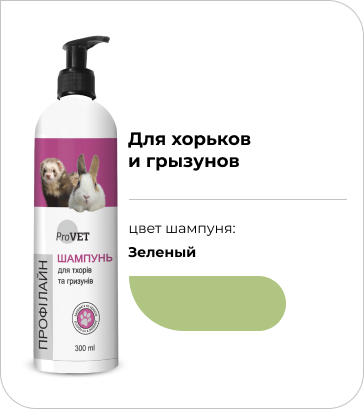 Для хорьков
и грызунов
цвет шампуня:
Зеленый
ProVET
ПРОФІЛАЙН
ШАМПУНЬ
для тхорів
та гризунів
300 ml